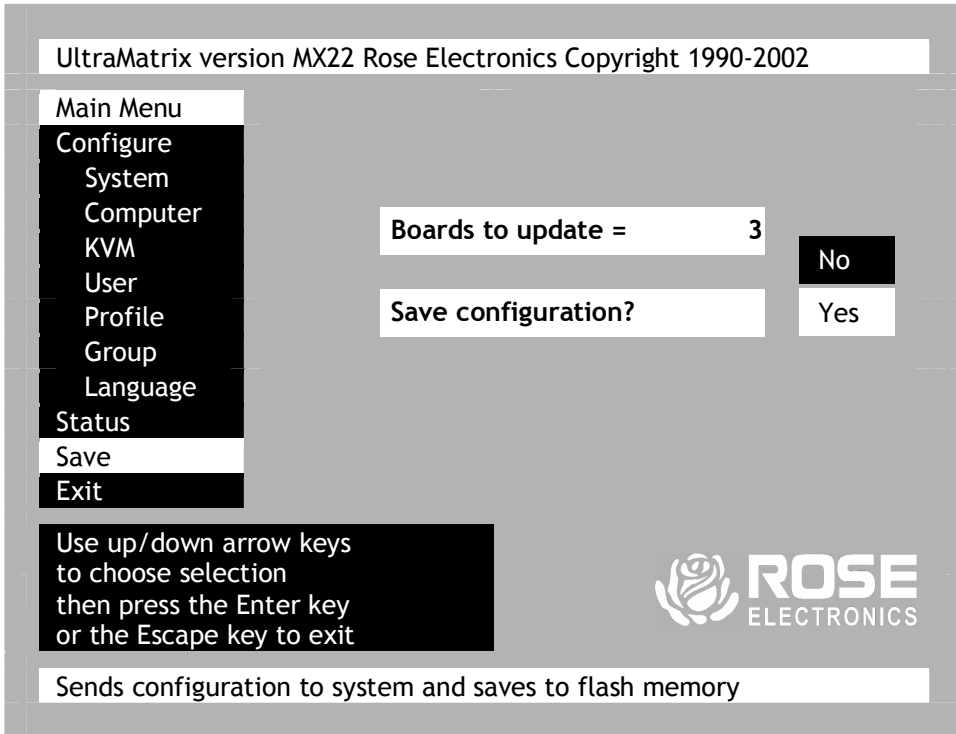 UltraMatrix version MX22 Rose Electronics Copyright 1990-2002
Main Menu
Configure
System
Computer
KVM
User
Profile
Group
Language
Status
Save
Exit
Boards to update = 3
No
Save configuration?
Yes
Use up/down arrow keys
to choose selection
then press the Enter key
or the Escape key to exit
ROSE
ELECTRONICS
Sends configuration to system and saves to flash memory